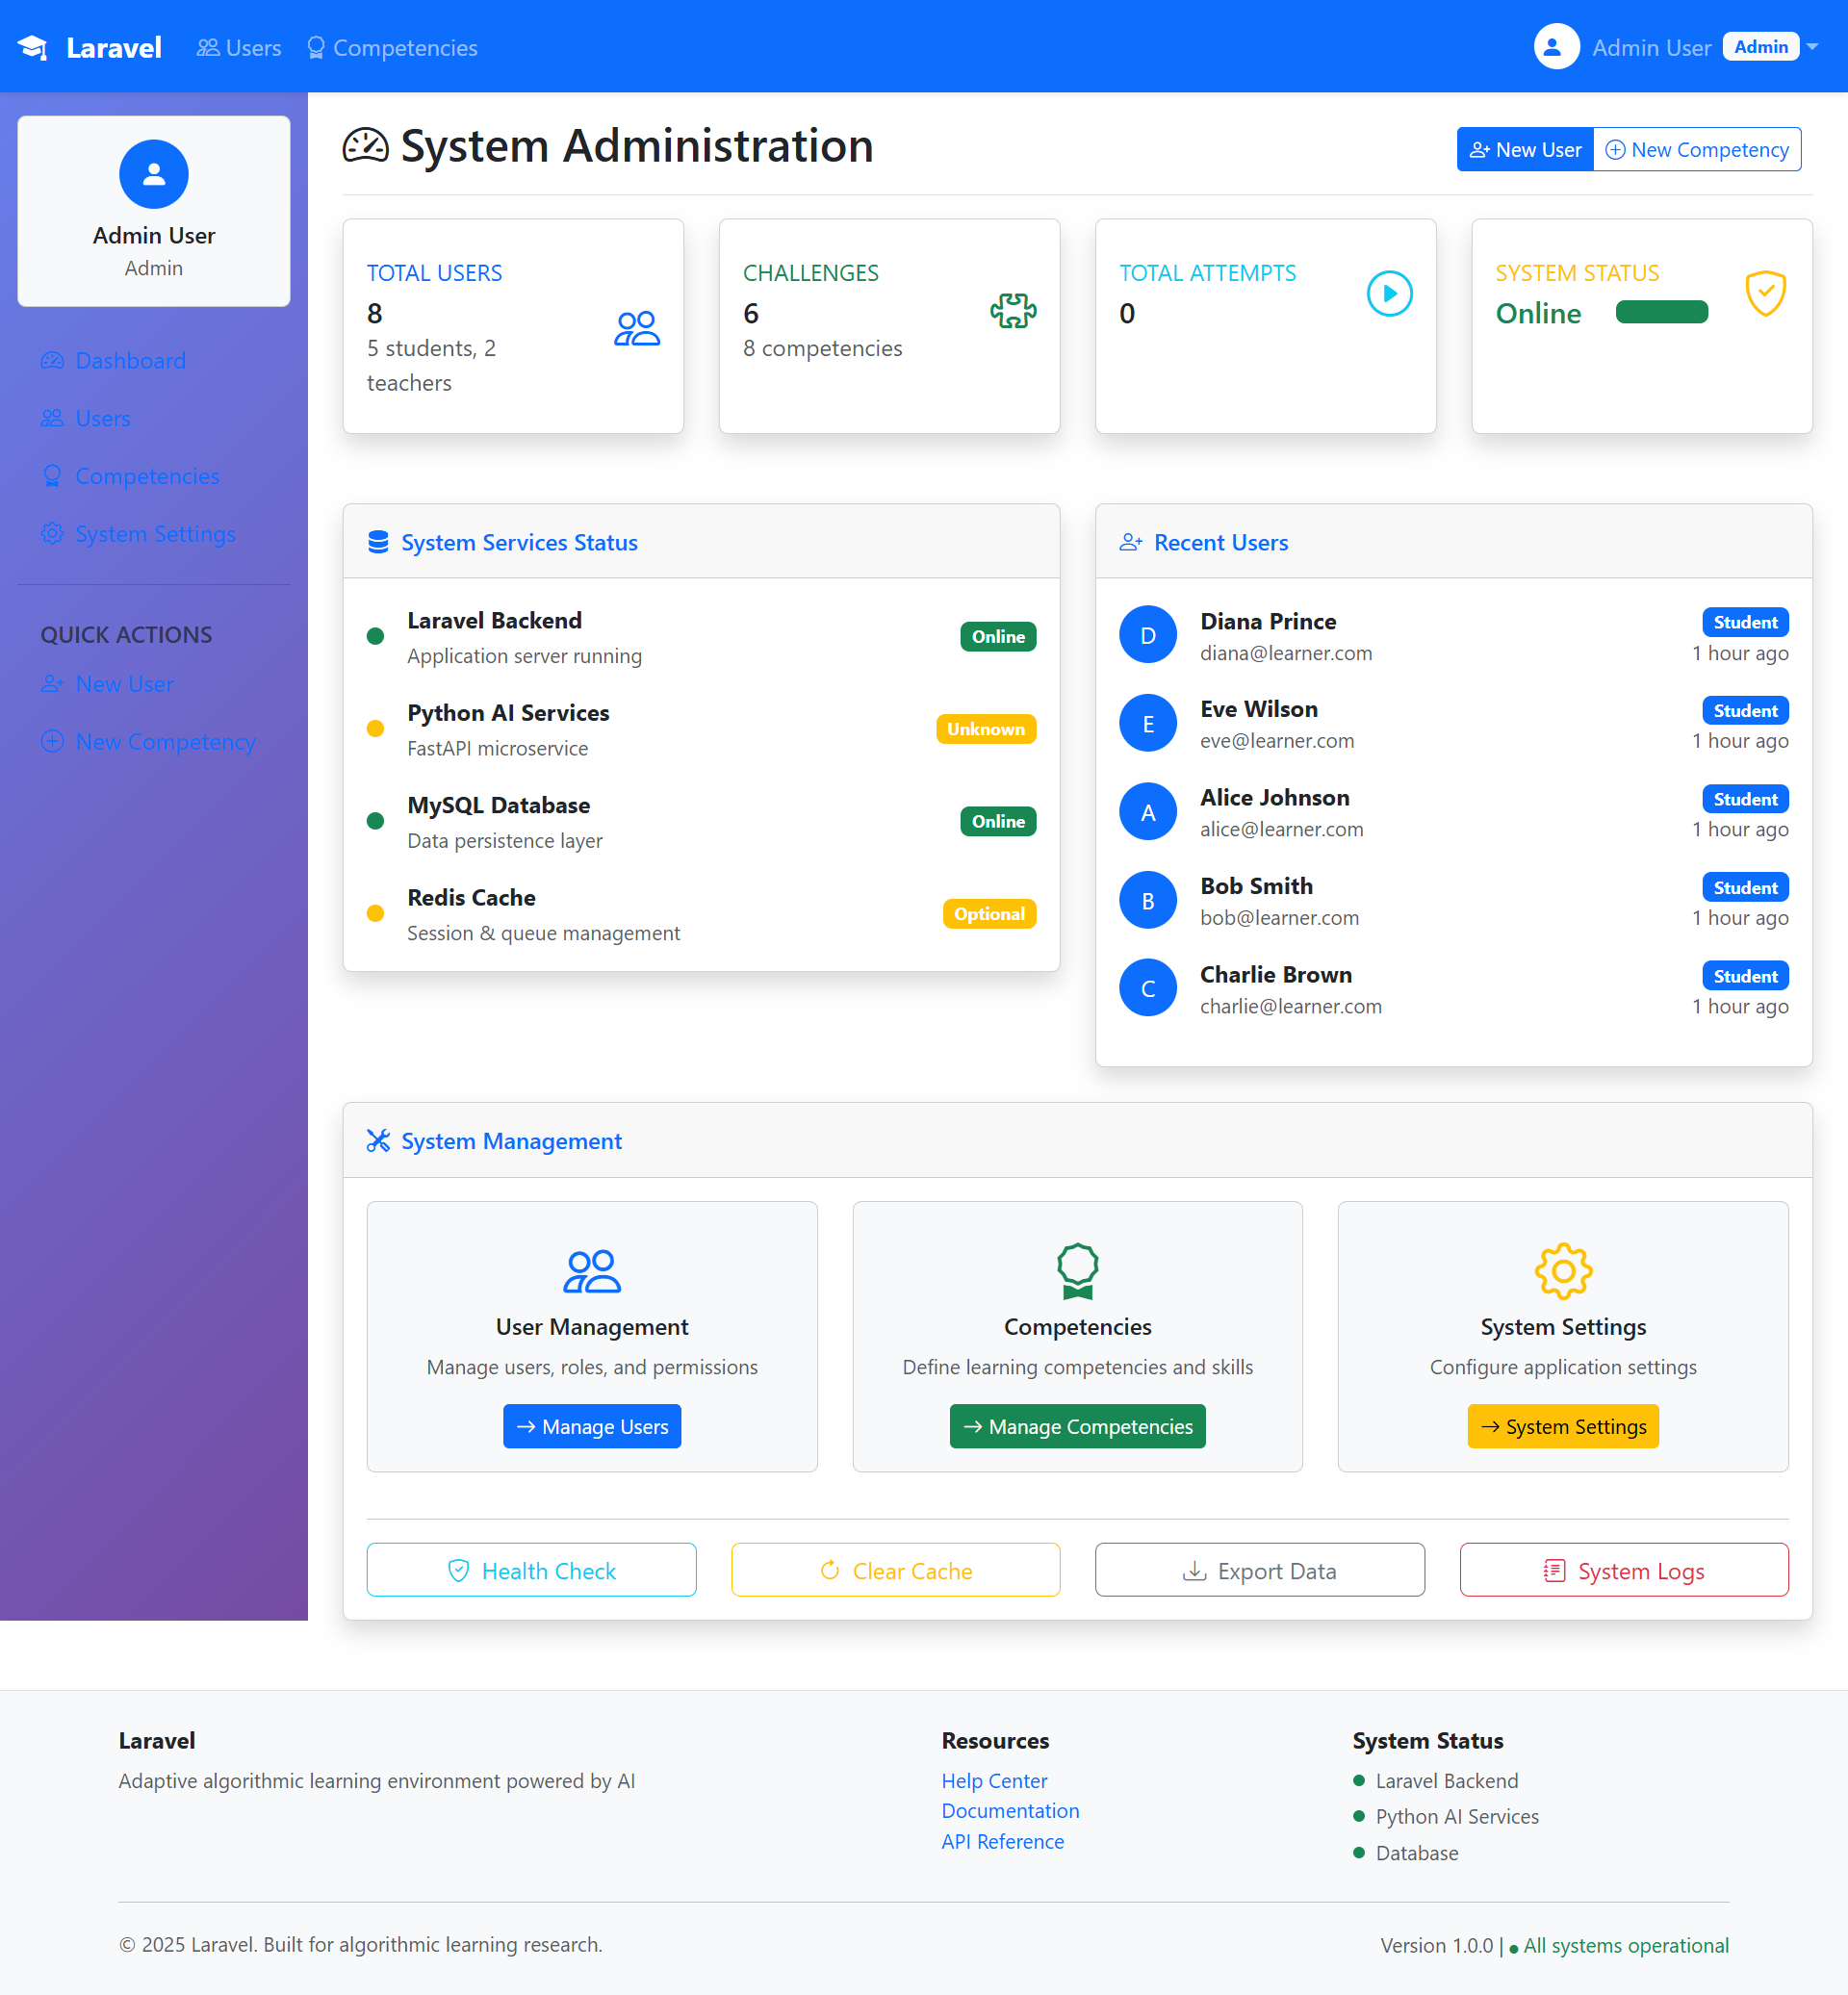 Laravel
Users
Competencies
Admin User
Admin
Admin User
Admin
Dashboard
Users
Competencies
System Settings
QUICK ACTIONS
New User
New Competency
System Administration
New User
New Competency
TOTAL USERS
8
5 students, 2
teachers
CHALLENGES
6
8 competencies
TOTAL ATTEMPTS
0
SYSTEM STATUS
Online
System Services Status
Laravel Backend
Application server running
Online
Python AI Services
FastAPI microservice
Unknown
MySQL Database
Data persistence layer
Online
Redis Cache
Session & queue management
Optional
Recent Users
D
Diana Prince
diana@learner.com
Student
1 hour ago
E
Eve Wilson
eve@learner.com
Student
1 hour ago
A
Alice Johnson
alice@learner.com
Student
1 hour ago
B
Bob Smith
bob@learner.com
Student
1 hour ago
C
Charlie Brown
charlie@learner.com
Student
1 hour ago
System Management
User Management
Manage users, roles, and permissions
Manage Users
Competencies
Define learning competencies and skills
Manage Competencies
System Settings
Configure application settings
System Settings
Health Check
Clear Cache
Export Data
System Logs
Laravel
Adaptive algorithmic learning environment powered by AI
Resources
Help Center
Documentation
API Reference
System Status
Laravel Backend
Python AI Services
Database
© 2025 Laravel. Built for algorithmic learning research.
Version 1.0.0 | ● All systems operational